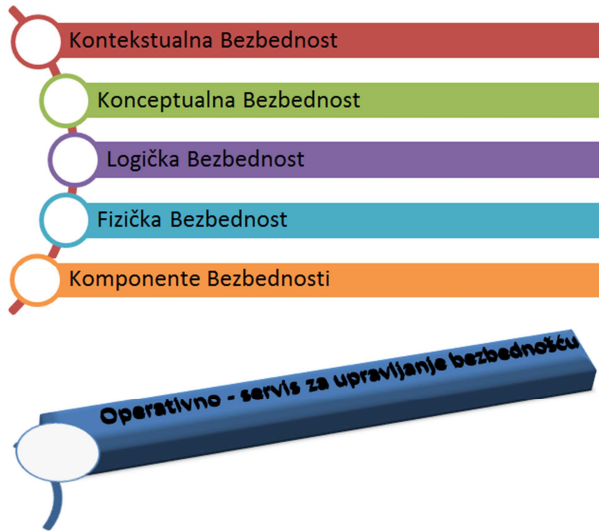 Kontekstualna Bezbednost
Konceptualna Bezbednost
Logička Bezbednost
Fizička Bezbednost
Komponente Bezbednosti
Operativno - servis za upravljanje bezbednošću